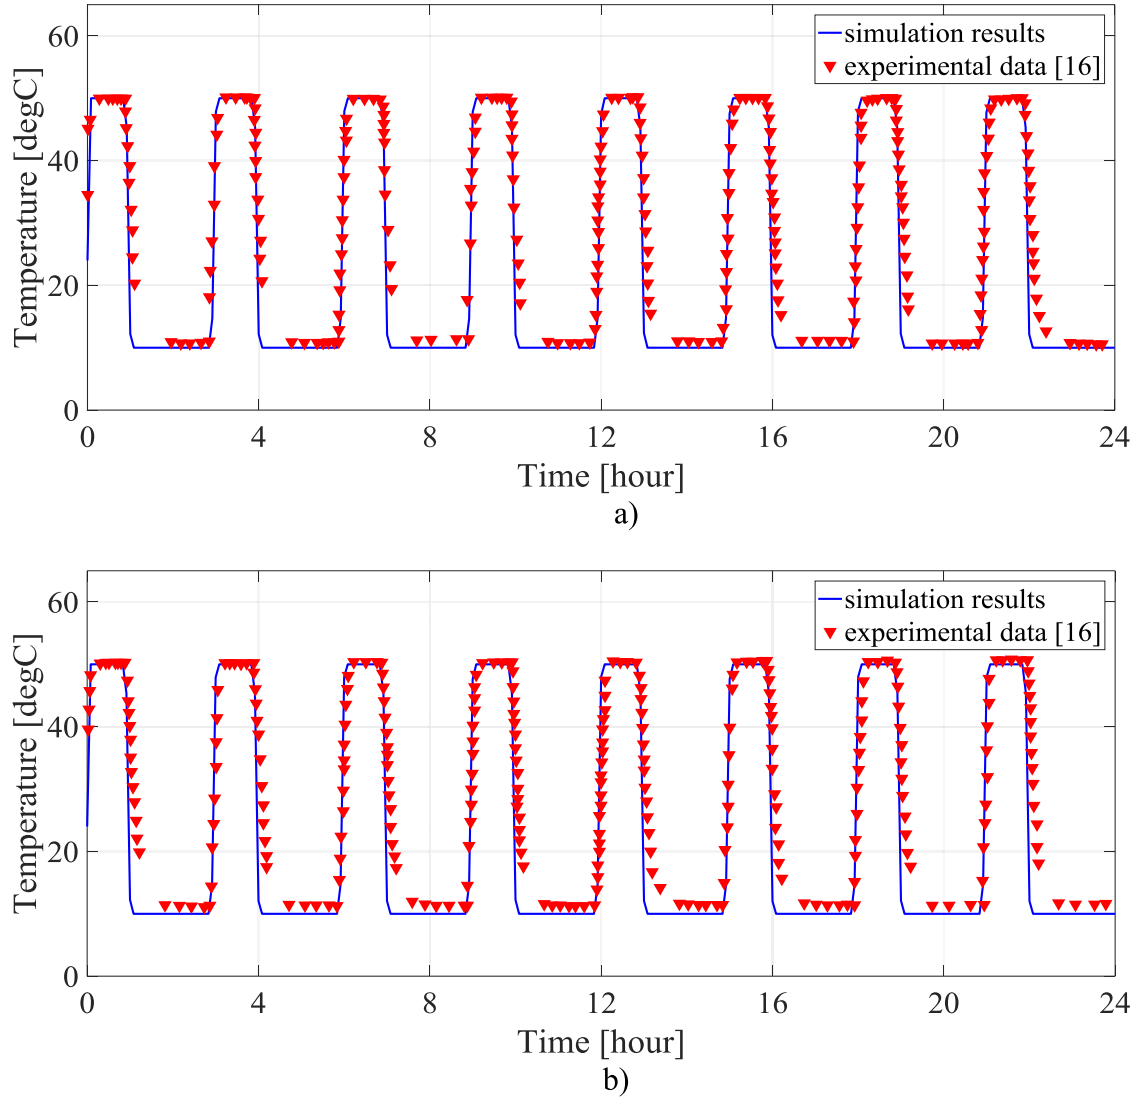 60
40
20
0
Temperature [degC]
simulation results
experimental data [16]
0 4 8 12 16 20 24
Time [hour]
a)
60
40
20
0
Temperature [degC]
simulation results
experimental data [16]
0 4 8 12 16 20 24
Time [hour]
b)